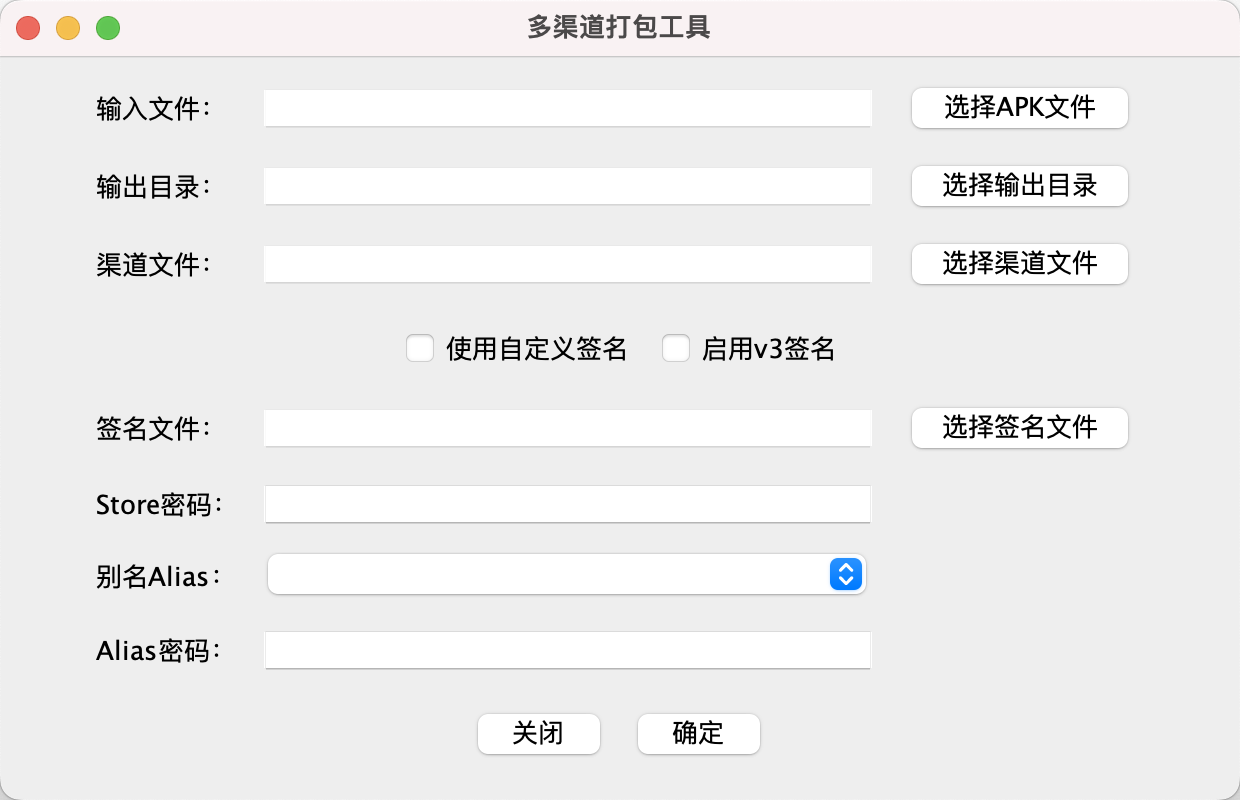 多渠道打包工具
输入文件： 选择APK文件
输出目录： 选择输出目录
渠道文件： 选择渠道文件
使用自定义签名 启用v3签名
签名文件： 选择签名文件
Store密码：
别名Alias：
Alias密码：
关闭 确定